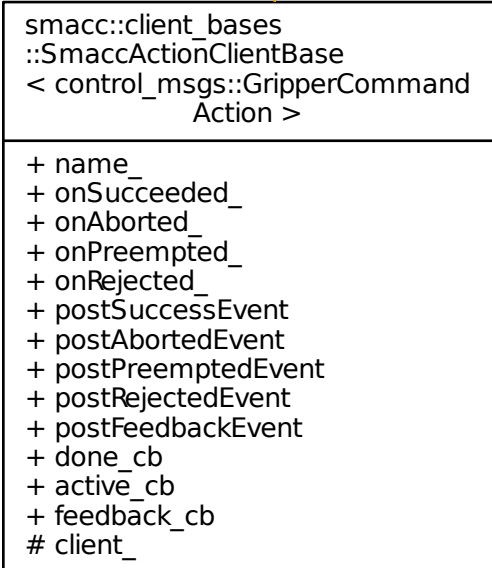 smacc::client_bases
::SmaccActionClientBase
< control_msgs::GripperCommand
Action >
+ name_
+ onSucceeded_
+ onAborted_
+ onPreempted_
+ onRejected_
+ postSuccessEvent
+ postAbortedEvent
+ postPreemptedEvent
+ postRejectedEvent
+ postFeedbackEvent
+ done_cb
+ active_cb
+ feedback_cb
# client_